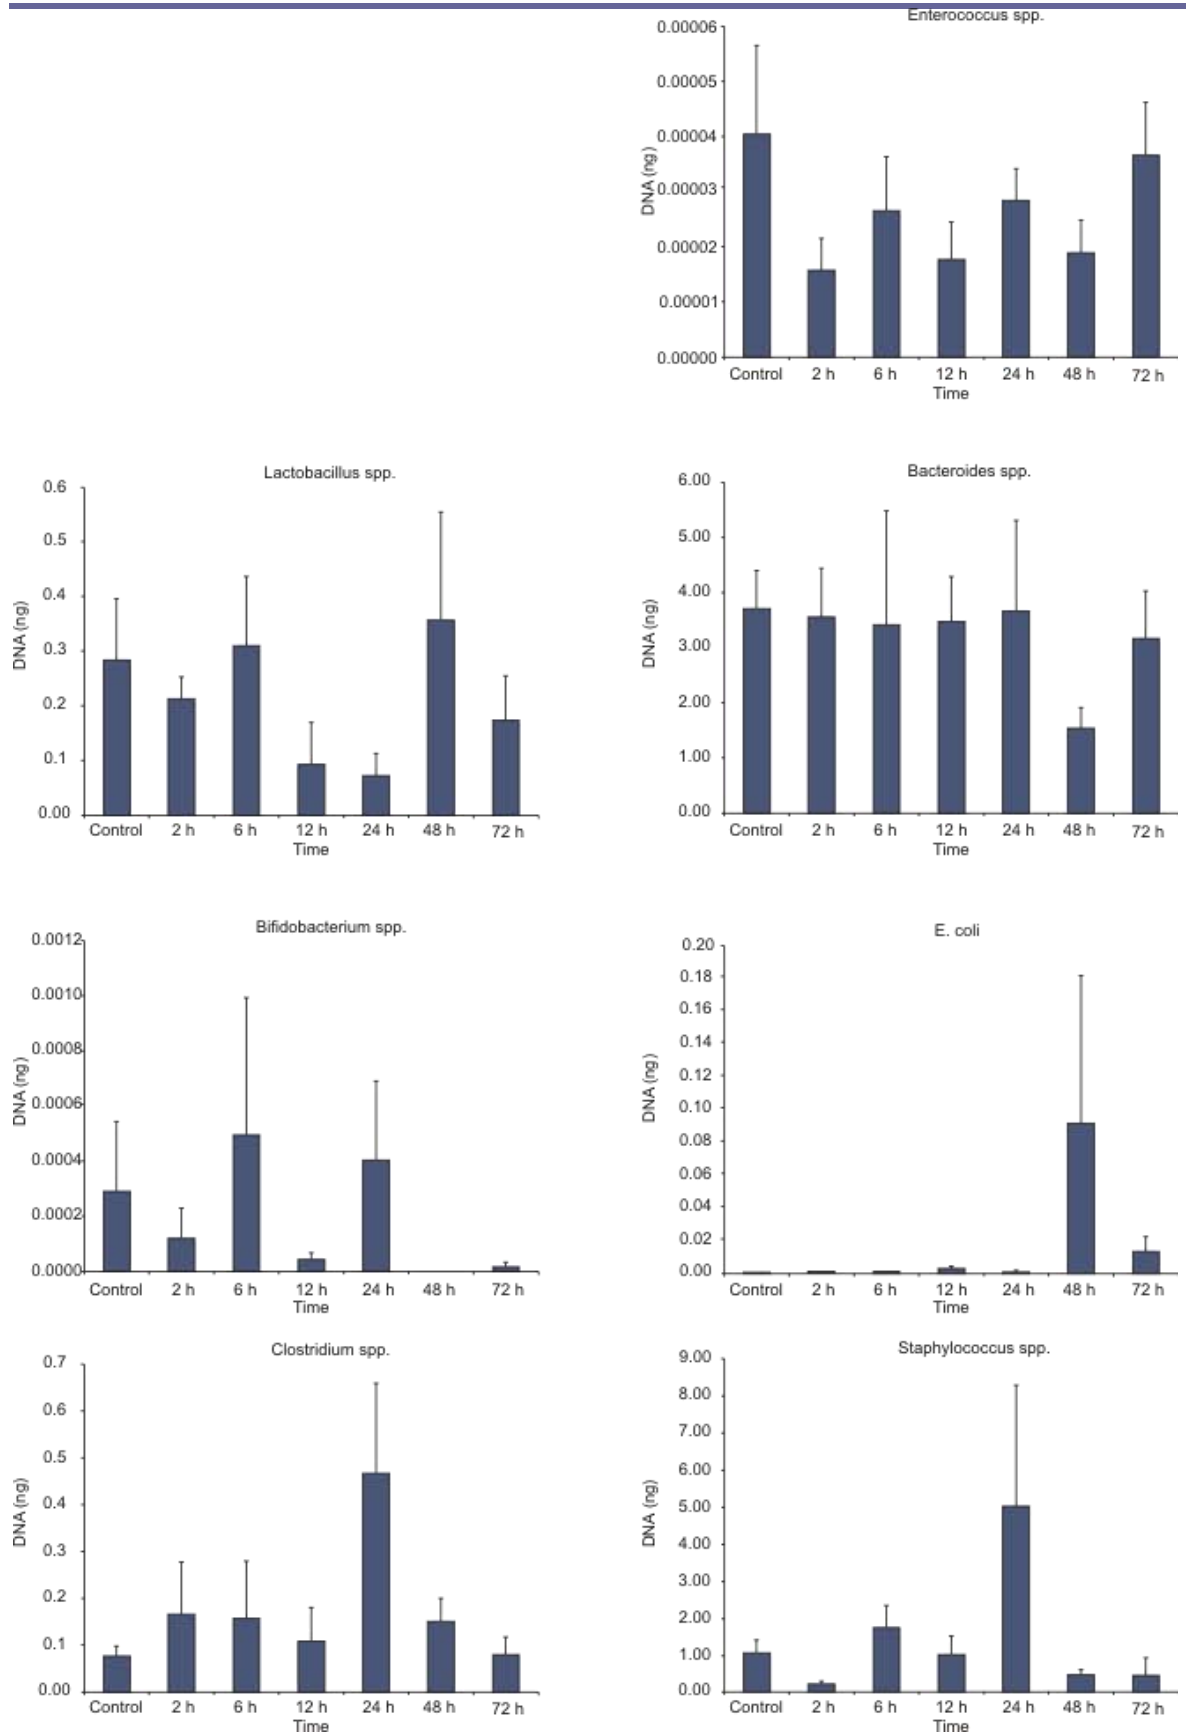 Enterococcus spp.
0.00006
0.00005
0.00004
0.00003
0.00002
0.00001
0.00000
DNA (ng)
Control 2 h 6 h 12 h 24 h 48 h 72 h
Time
Lactobacillus spp.
0.6
0.5
0.4
0.3
0.2
0.1
0.00
DNA (ng)
Control 2 h 6 h 12 h 24 h 48 h 72 h
Time
Bacteroides spp.
6.00
5.00
4.00
3.00
2.00
1.00
0.00
DNA (ng)
Control 2 h 6 h 12 h 24 h 48 h 72 h
Time
Bifidobacterium spp.
0.0012
0.0010
0.0008
0.0006
0.0004
0.0002
0.0000
DNA (ng)
Control 2 h 6 h 12 h 24 h 48 h 72 h
Time
E. coli
0.20
0.18
0.16
0.14
0.12
0.10
0.08
0.06
0.04
0.02
0.00
DNA (ng)
Control 2 h 6 h 12 h 24 h 48 h 72 h
Time
Clostridium spp.
0.7
0.6
0.5
0.4
0.3
0.2
0.1
0.00
DNA (ng)
Control 2 h 6 h 12 h 24 h 48 h 72 h
Time
Staphylococcus spp.
9.00
8.00
7.00
6.00
5.00
4.00
3.00
2.00
1.00
0.00
DNA (ng)
Control 2 h 6 h 12 h 24 h 48 h 72 h
Time